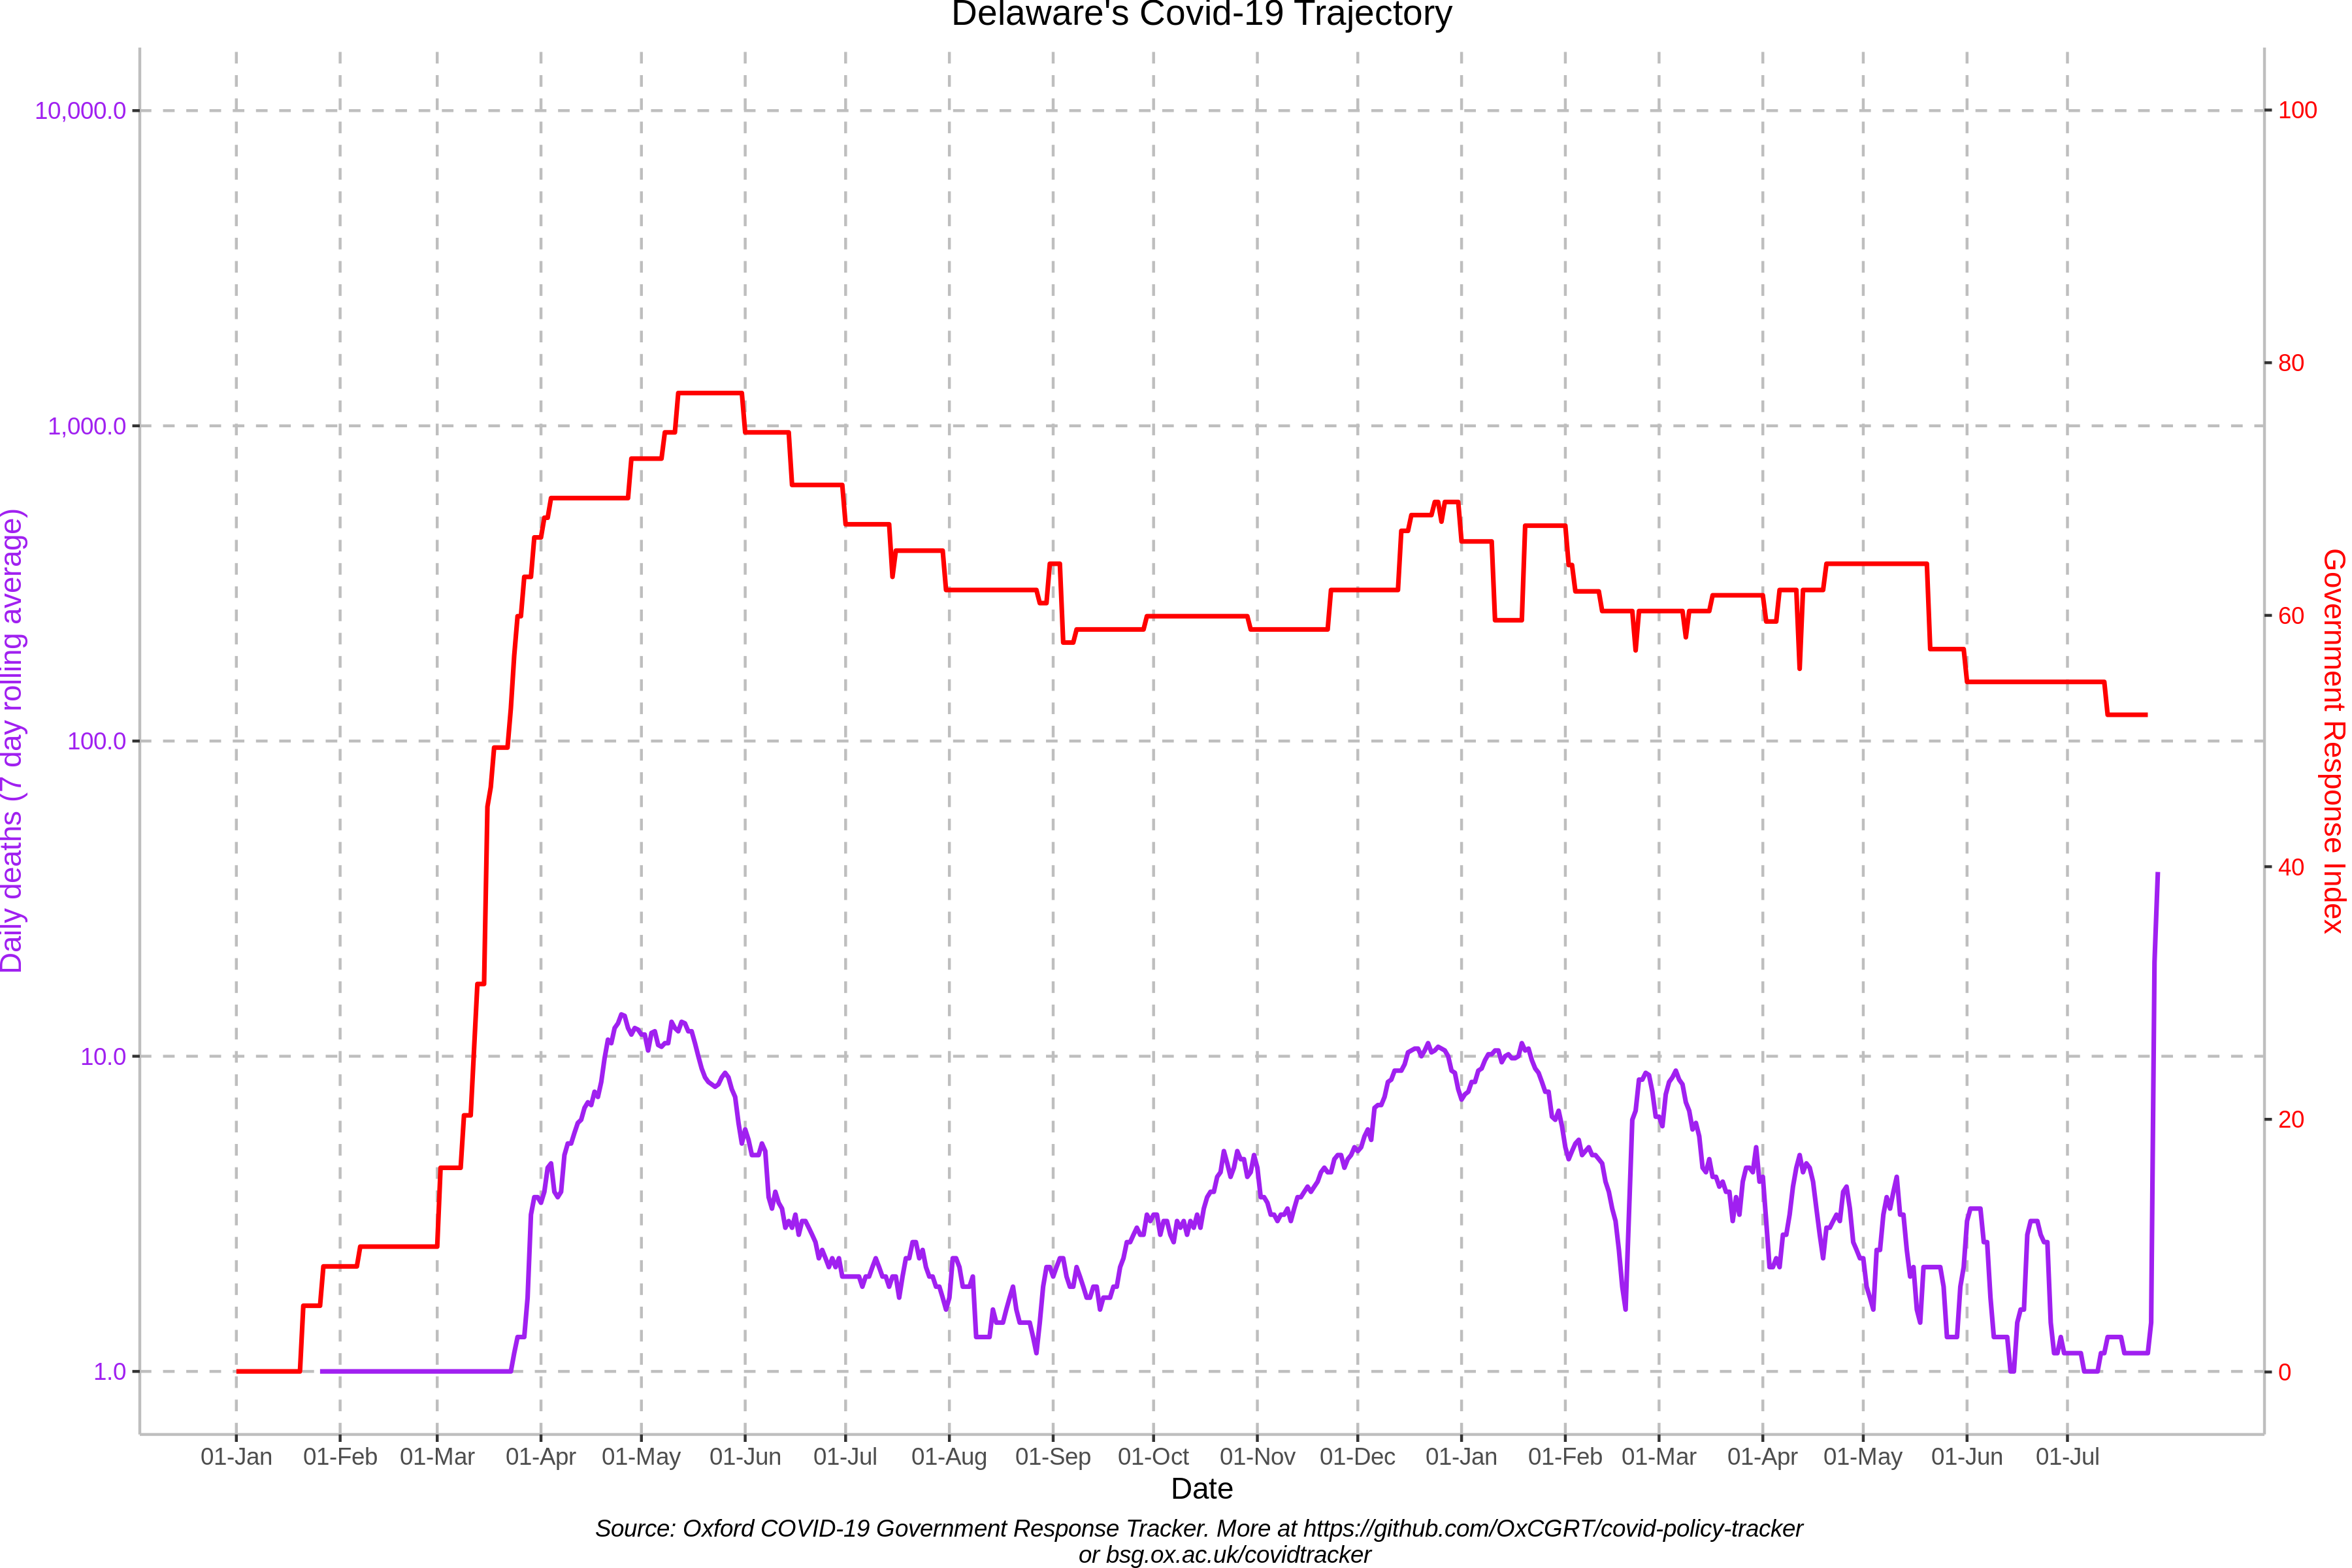 Delaware's Covid-19 Trajectory
10,000.0
1,000.0
100.0
10.0
1.0
Daily deaths (7 day rolling average)
100
80
60
40
20
0
Government Response Index
01-Jan 01-Feb 01-Mar 01-Apr 01-May 01-Jun 01-Jul 01-Aug 01-Sep 01-Oct 01-Nov 01-Dec 01-Jan 01-Feb 01-Mar 01-Apr 01-May 01-Jun 01-Jul
Date
Source: Oxford COVID-19 Government Response Tracker. More at https://github.com/OxCGRT/covid-policy-tracker
or bsg.ox.ac.uk/covidtracker